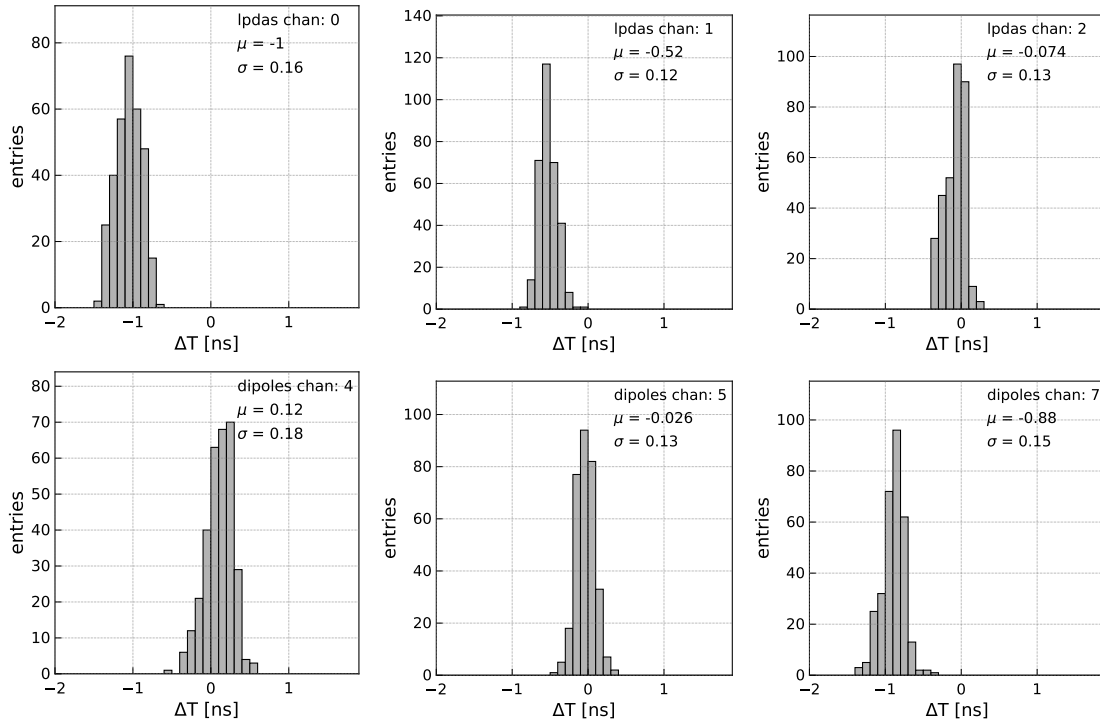 lpdas chan: 0
μ = -1
σ = 0.16
80
60
40
20
0
entries
−2 −1 0 1
ΔT [ns]
lpdas chan: 1
μ = -0.52
σ = 0.12
140
120
100
80
60
40
20
0
entries
−2 −1 0 1
ΔT [ns]
lpdas chan: 2
μ = -0.074
σ = 0.13
100
80
60
40
20
0
entries
−2 −1 0 1
ΔT [ns]
dipoles chan: 4
μ = 0.12
σ = 0.18
80
70
60
50
40
30
20
10
0
entries
−2 −1 0 1
ΔT [ns]
dipoles chan: 5
μ = -0.026
σ = 0.13
100
80
60
40
20
0
entries
−2 −1 0 1
ΔT [ns]
dipoles chan: 7
μ = -0.88
σ = 0.15
100
80
60
40
20
0
entries
−2 −1 0 1
ΔT [ns]